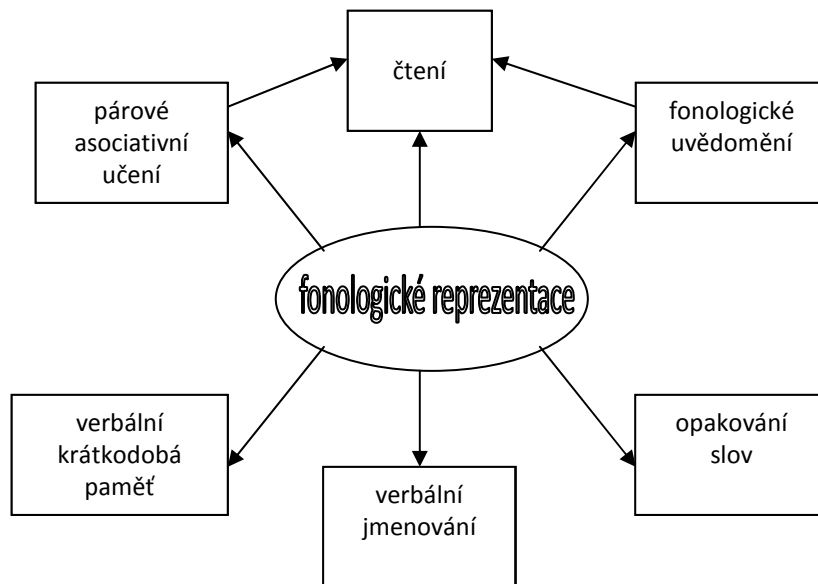 čtení
párové
asociativní
učení
fonologické
uvědomění
fonologické reprezentace
verbální
krátkodobá
paměť
verbální
jmenování
opakování
slov